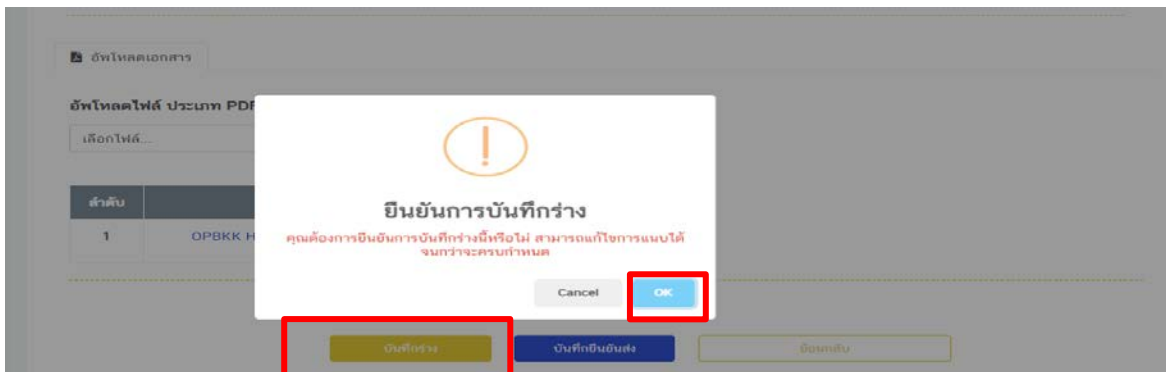 อัพโหลดเอกสาร
อัพโหลดไฟล์ ประเภท PDF
เลือกไฟล์...
ลำดับ
1 OPBKK H
ยืนยันการบันทึกร่าง
คุณต้องการยืนยันการบันทึกร่างนี้หรือไม่ สามารถแก้ไขการแนบได้
จนกว่าจะครบกำหนด
Cancel OK
บันทึกร่าง บันทึกยืนยันส่ง ย้อนกลับ